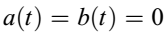 a(t) = b(t) = 0